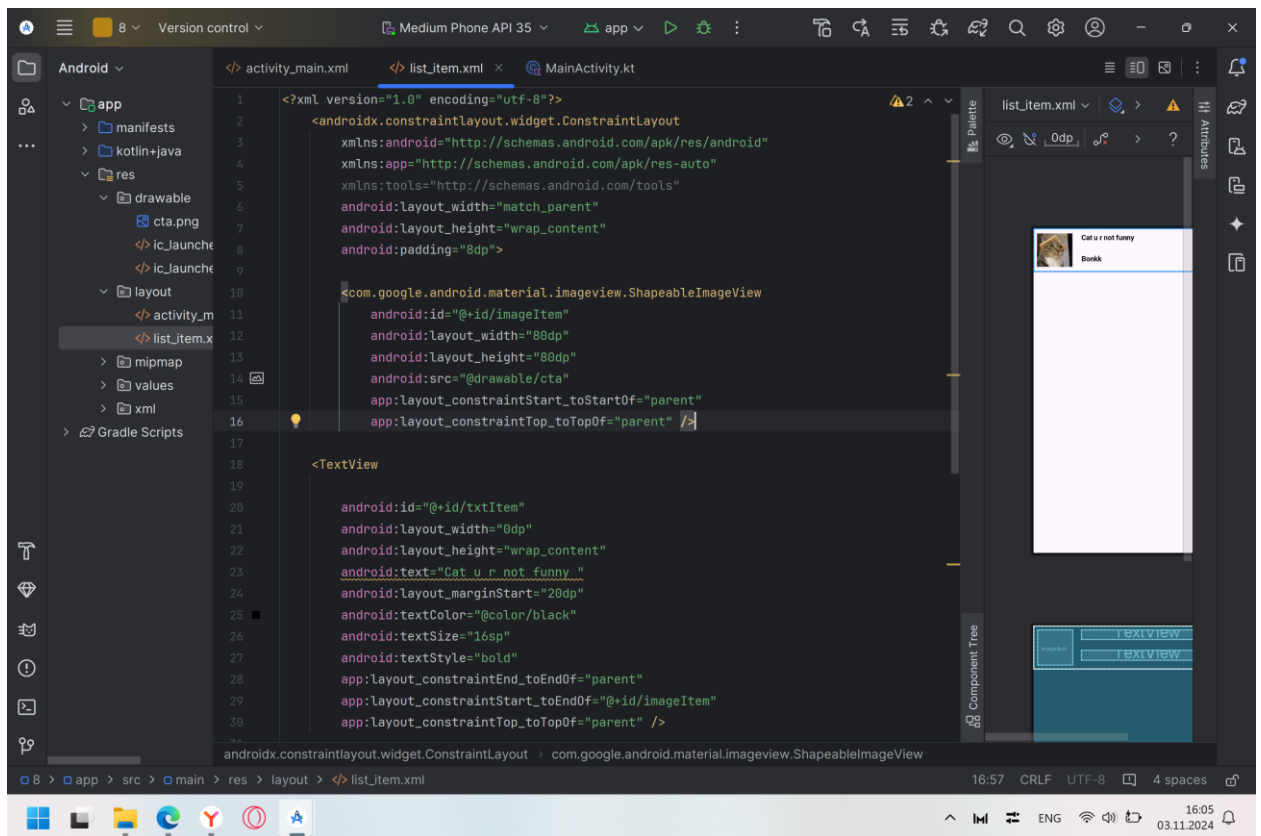 8 Version control Medium Phone API 35 app
Android
activity_main.xml list_item.xml MainActivity.kt
app
manifests
kotlin+java
res
drawable
cta.png
ic_launche
ic_launche
layout
activity_m
list_item.x
mipmap
values
xml
Gradle Scripts
1 <?xml version="1.0" encoding="utf-8"?>
2 <androidx.constraintlayout.widget.ConstraintLayout
3 xmlns:android="http://schemas.android.com/apk/res/android"
4 xmlns:app="http://schemas.android.com/apk/res-auto"
5 xmlns:tools="http://schemas.android.com/tools"
6 android:layout_width="match_parent"
7 android:layout_height="wrap_content"
8 android:padding="8dp">
9
10 <com.google.android.material.imageview.ShapeableImageView
11 android:id="@+id/imageItem"
12 android:layout_width="80dp"
13 android:layout_height="80dp"
14 android:src="@drawable/cta"
15 app:layout_constraintStart_toStartOf="parent"
16 app:layout_constraintTop_toTopOf="parent" />
17
18 <TextView
19
20 android:id="@+id/txtItem"
21 android:layout_width="0dp"
22 android:layout_height="wrap_content"
23 android:text="Cat u r not funny "
24 android:layout_marginStart="20dp"
25 android:textColor="@color/black"
26 android:textSize="16sp"
27 android:textStyle="bold"
28 app:layout_constraintEnd_toEndOf="parent"
29 app:layout_constraintStart_toEndOf="@+id/imageItem"
30 app:layout_constraintTop_toTopOf="parent" />
2
Palette
Component Tree
list_item.xml
0dp
?
Attributes
Cat u r not funny
Bonkk
TextView
TextView
androidx.constraintlayout.widget.ConstraintLayout > com.google.android.material.imageview.ShapeableImageView
8 > app > src > main > res > layout > list_item.xml 16:57 CRLF UTF-8 4 spaces
ENG 16:05
03.11.2024